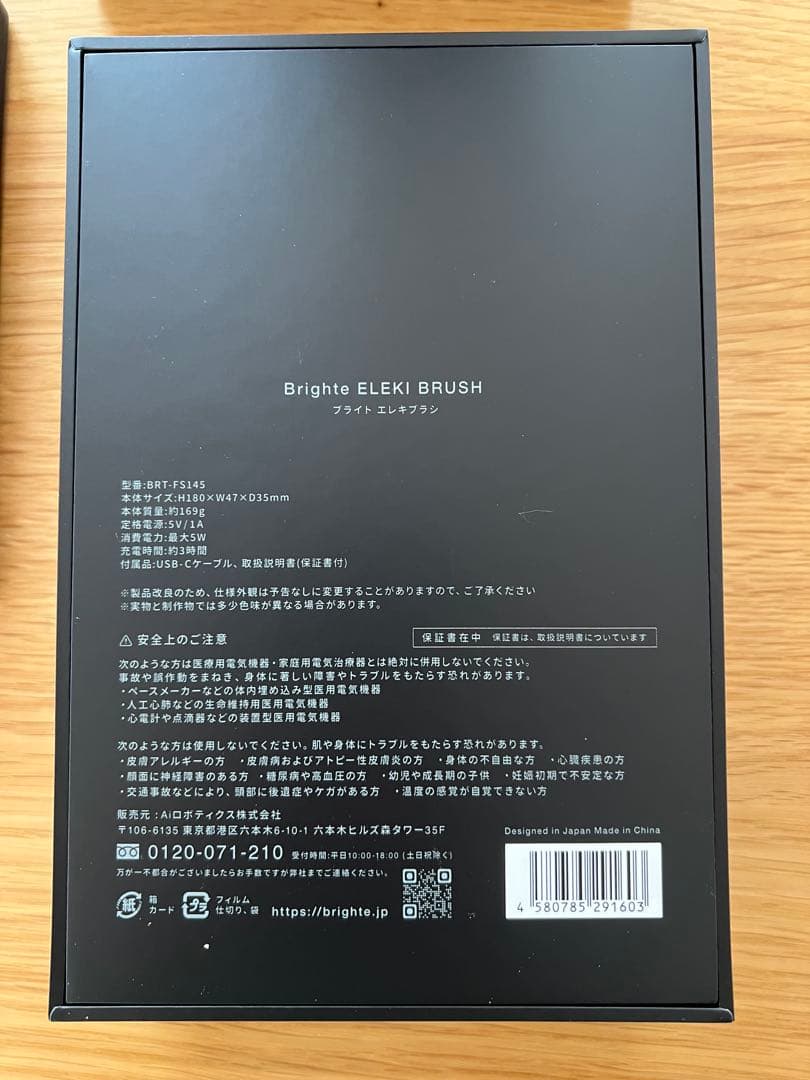 Brighte ELEKI BRUSH
ブライト エレキブラシ
型番:BRT-FS145
本体サイズ:H180×W47×D35mm
本体質量:約169g
定格電源:5V/1A
消費電力:最大5W
充電時間:約3時間
付属品:USB-Cケーブル、取扱説明書(保証書付)
※製品改良のため、仕様外観は予告なしに変更することがありますので、ご了承ください
※実物と制作物では多少色味が異なる場合があります。
⚠ 安全上のご注意
保証書在中 保証書は、取扱説明書についています
次のような方は医療用電気機器・家庭用電気治療器とは絶対に併用しないでください。
事故や誤作動をまねき、身体に著しい障害やトラブルをもたらす恐れがあります。
・ペースメーカーなどの体内埋め込み型医用電気機器
・人工心肺などの生命維持用医用電気機器
・心電計や点滴器などの装置型医用電気機器
次のような方は使用しないでください。肌や身体にトラブルをもたらす恐れがあります。
・皮膚アレルギーの方 ・皮膚病およびアトピー性皮膚炎の方 ・身体の不自由な方 ・心臓疾患の方
・顔面に神経障害のある方 ・糖尿病や高血圧の方 ・幼児や成長期の子供 ・妊娠初期で不安定な方
・交通事故などにより、頭部に後遺症やケガがある方 ・温度の感覚が自覚できない方
販売元:Aiロボティクス株式会社
〒106-6135 東京都港区六本木6-10-1 六本木ヒルズ森タワー35F
0120-071-210 受付時間:平日10:00-18:00 (土日祝除く)
万が一不都合がございましたらお手数ですが弊社までご連絡ください。
紙 箱 カード プラ フィルム 仕切り、袋 https://brighte.jp
Designed in Japan Made in China
4 580785 291603